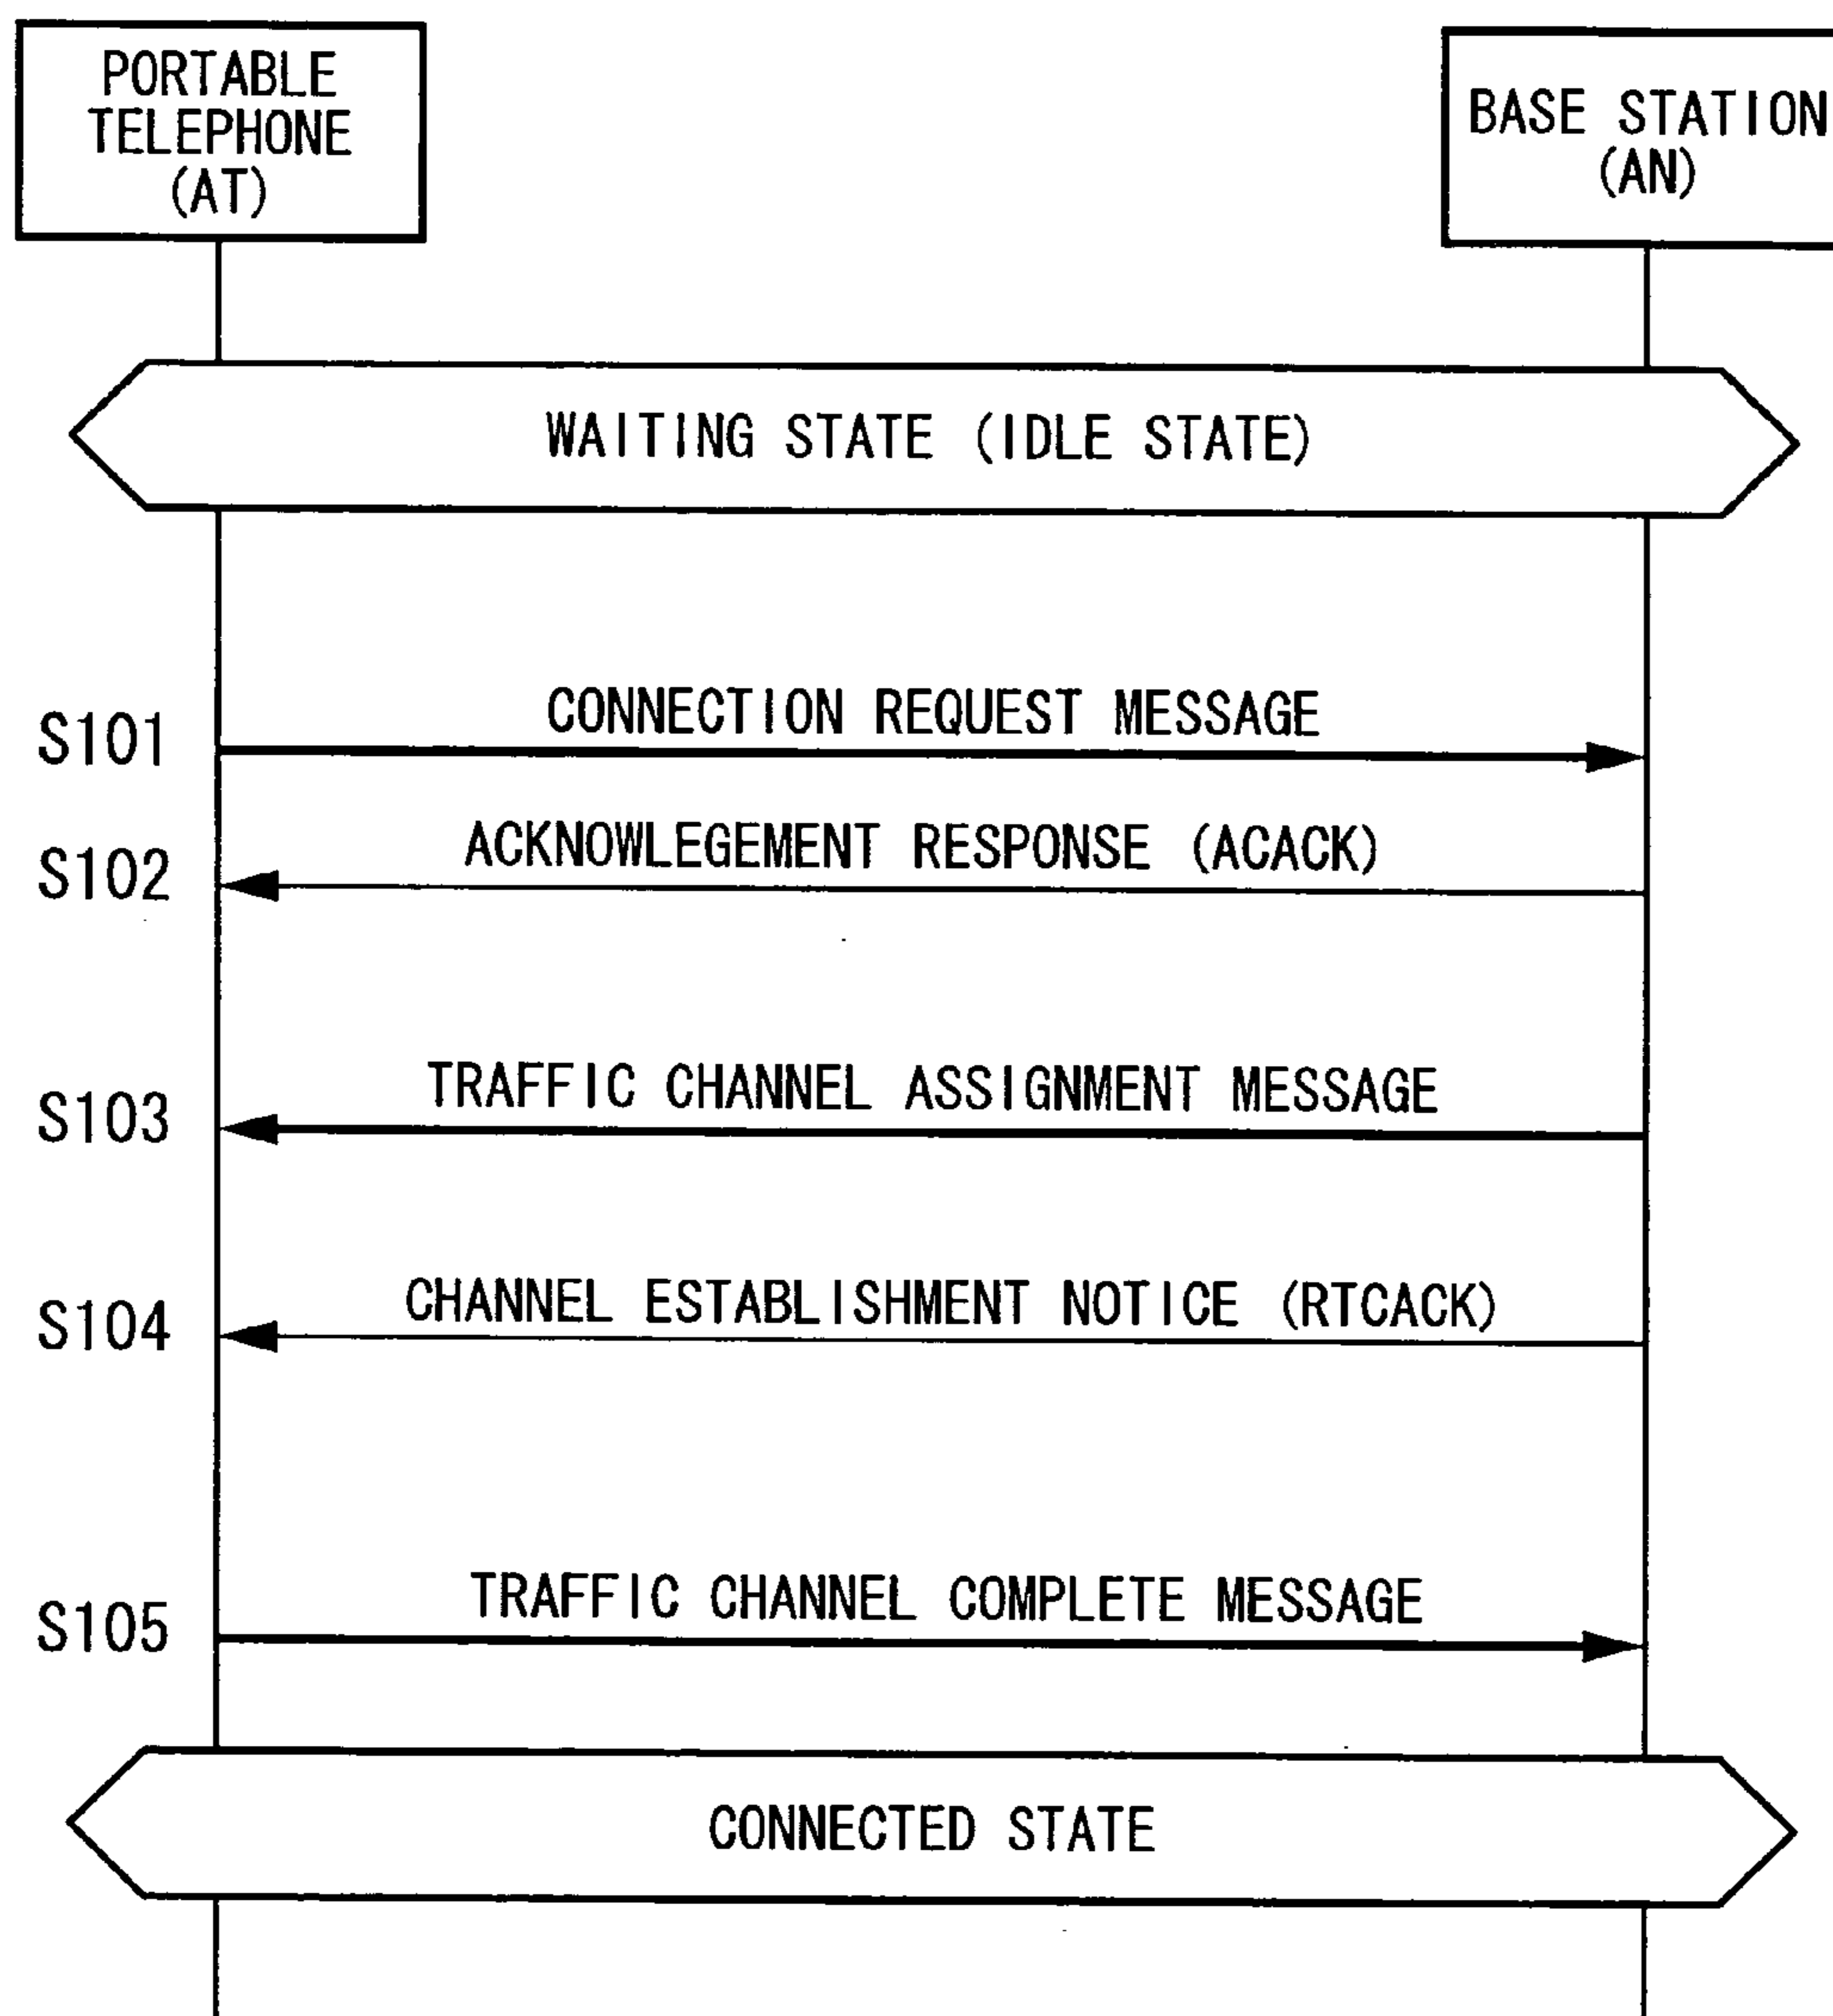 PORTABLE
TELEPHONE
(AT)
BASE STATION
(AN)
WAITING STATE (IDLE STATE)
CONNECTION REQUEST MESSAGE
S101
ACKNOWLEGEMENT RESPONSE (ACACK)
S102
TRAFFIC CHANNEL ASSIGNMENT MESSAGE
S103
CHANNEL ESTABLISHMENT NOTICE (RTCACK)
S104
TRAFFIC CHANNEL COMPLETE MESSAGE
S105
CONNECTED STATE